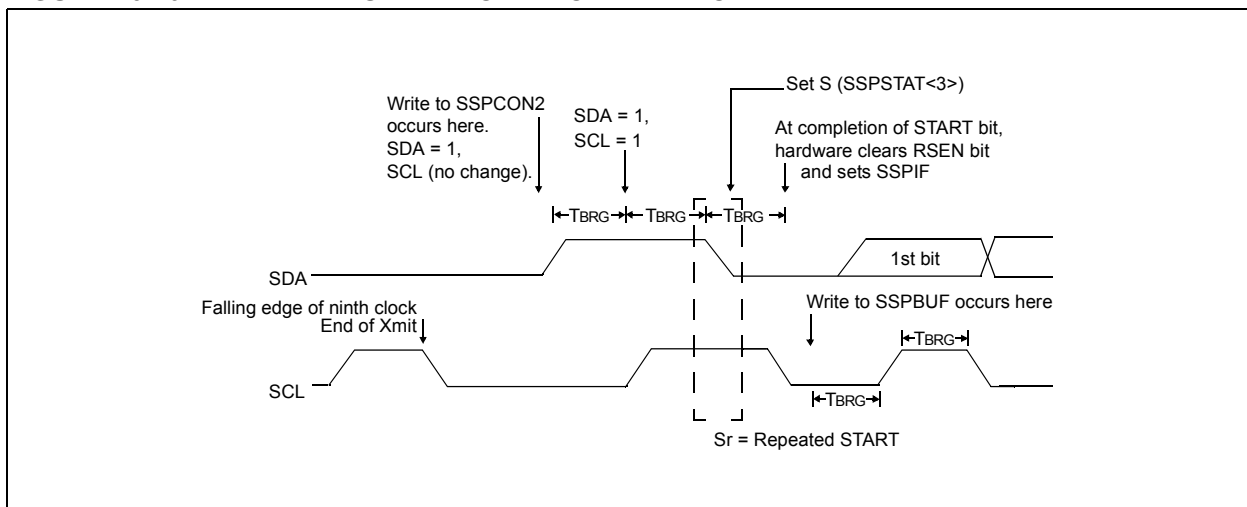 Set S (SSPSTAT<3>)
Write to SSPCON2
occurs here.
SDA = 1,
SCL (no change).
SDA = 1,
SCL = 1
At completion of START bit,
hardware clears RSEN bit
and sets SSPIF
TBRG
TBRG
TBRG
SDA
1st bit
Falling edge of ninth clock
End of Xmit
Write to SSPBUF occurs here
TBRG
SCL
TBRG
Sr = Repeated START